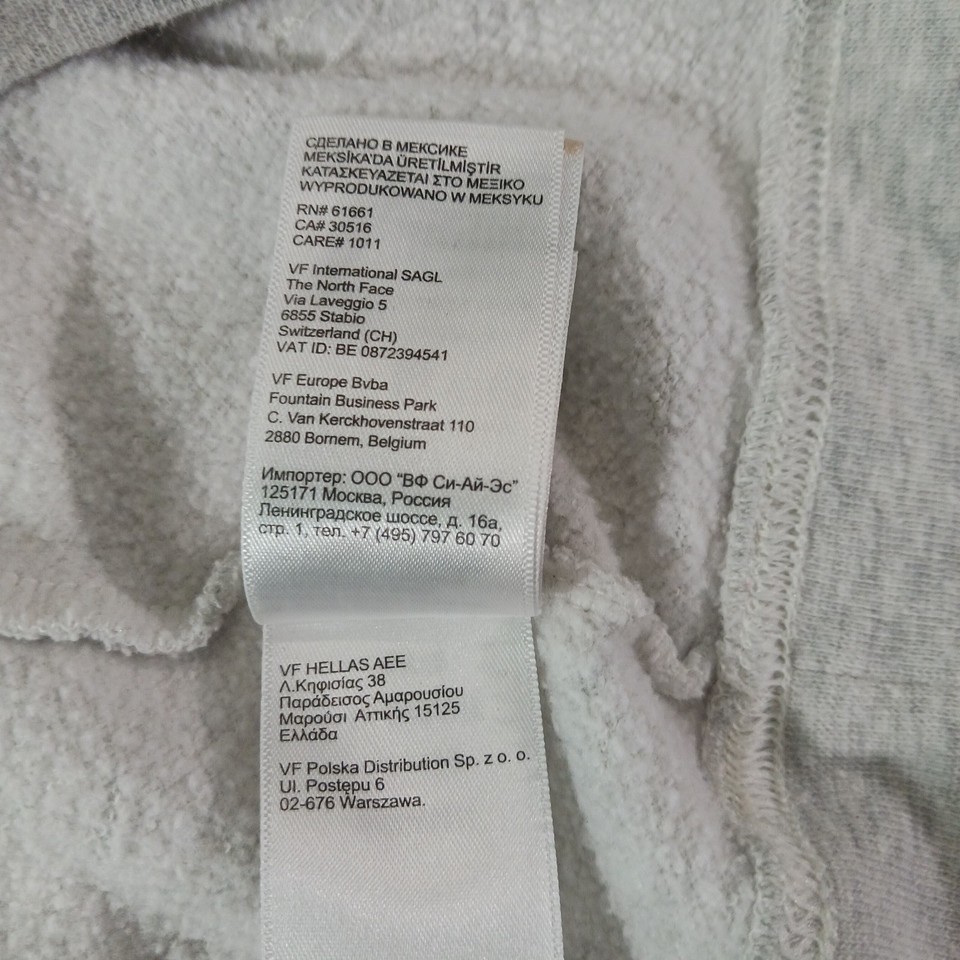 СДЕЛАНО В МЕКСИКЕ
MEKSİKA'DA ÜRETİLMİŞTİR
ΚΑΤΑΣΚΕΥΑΖΕΤΑΙ ΣΤΟ ΜΕΞΙΚΟ
WYPRODUKOWANO W MEKSYKU
RN# 61661
CA# 30516
CARE# 1011
VF International SAGL
The North Face
Via Laveggio 5
6855 Stabio
Switzerland (CH)
VAT ID: BE 0872394541
VF Europe Bvba
Fountain Business Park
C. Van Kerckhovenstraat 110
2880 Bornem, Belgium
Импортер: ООО “ВФ Си-Ай-Эс”
125171 Москва, Россия
Ленинградское шоссе, д. 16а,
стр. 1, тел. +7 (495) 797 60 70
VF HELLAS AEE
Λ.Κηφισίας 38
Παράδεισος Αμαρουσίου
Μαρούσι Αττικής 15125
Ελλάδα
VF Polska Distribution Sp. z o. o.
Ul. Postępu 6
02-676 Warszawa.